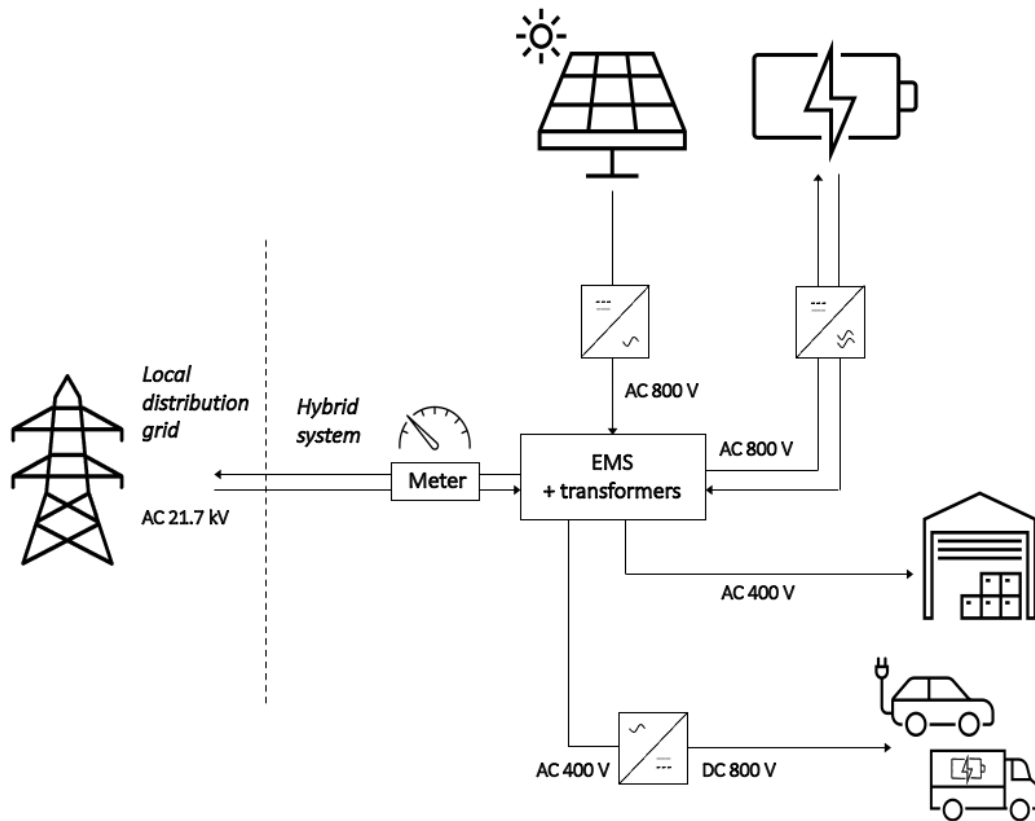 AC 800 V
Local
distribution
grid
Hybrid
system
AC 800 V
EMS
+ transformers
Meter
AC 21.7 kV
AC 400 V
AC 400 V
DC 800 V